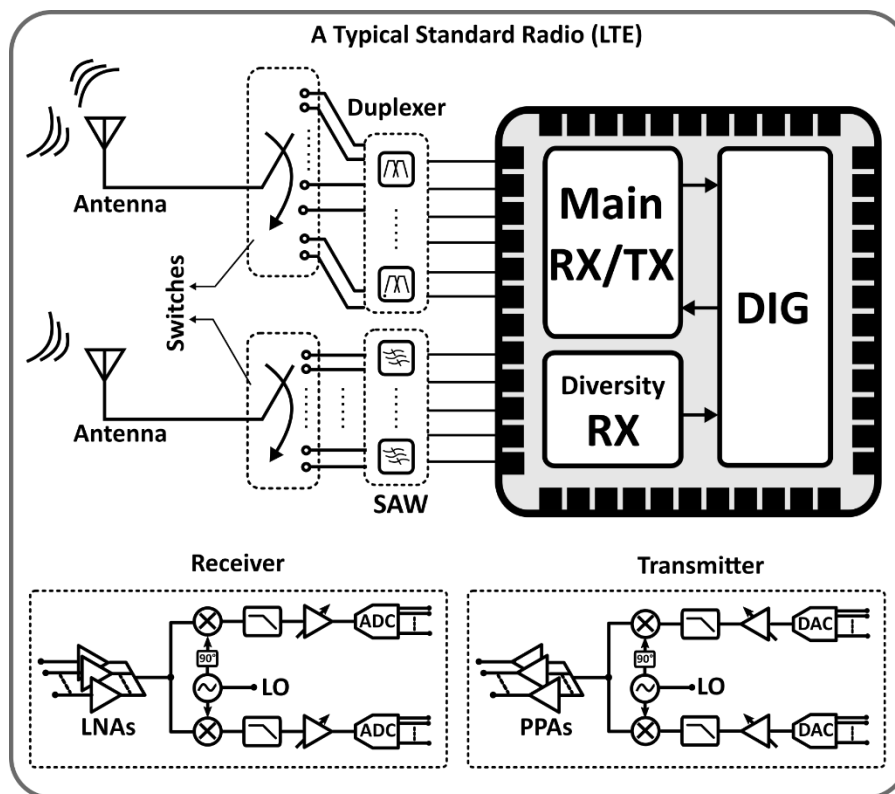 A Typical Standard Radio (LTE)
Duplexer
Antenna
Switches
Antenna
SAW
Main
RX/TX
DIG
Diversity
RX
Receiver
90°
LO
LNAs
ADC
ADC
Transmitter
90°
LO
PPAs
DAC
DAC